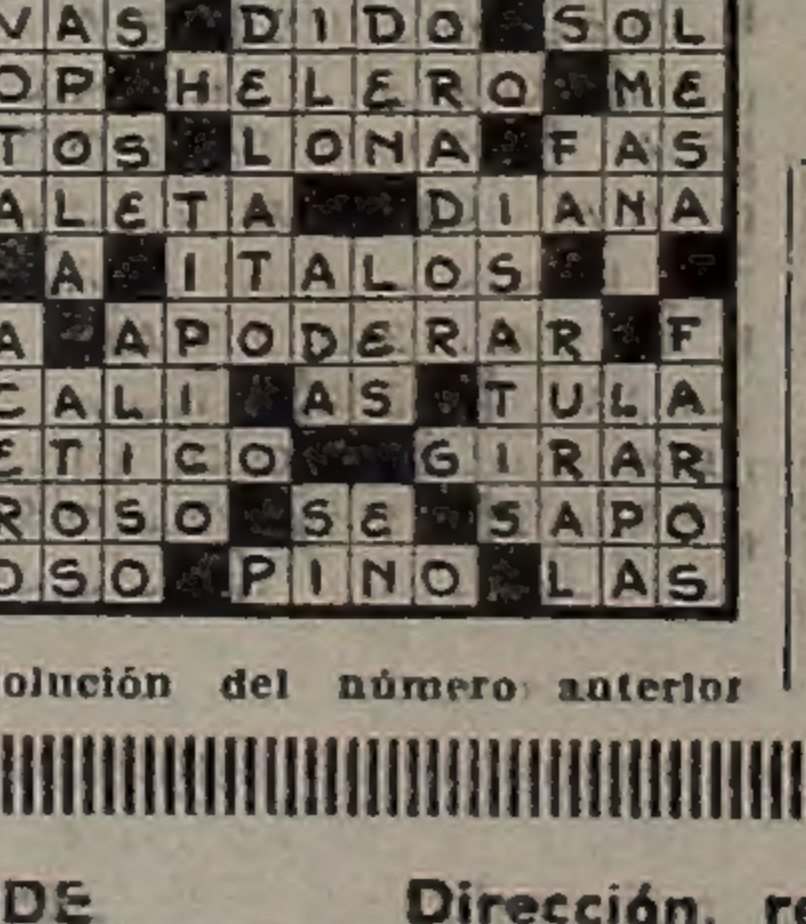 VAS DIDO SOL
OP HELERO ME
TOS LONA FAS
ALETA DIANA
A ITALOS
A APODERAR F
CALI AS TULA
ETICO GIRAR
ROSO SE SAPO
OSO PINO LAS
olución del número anterior
DE Dirección re